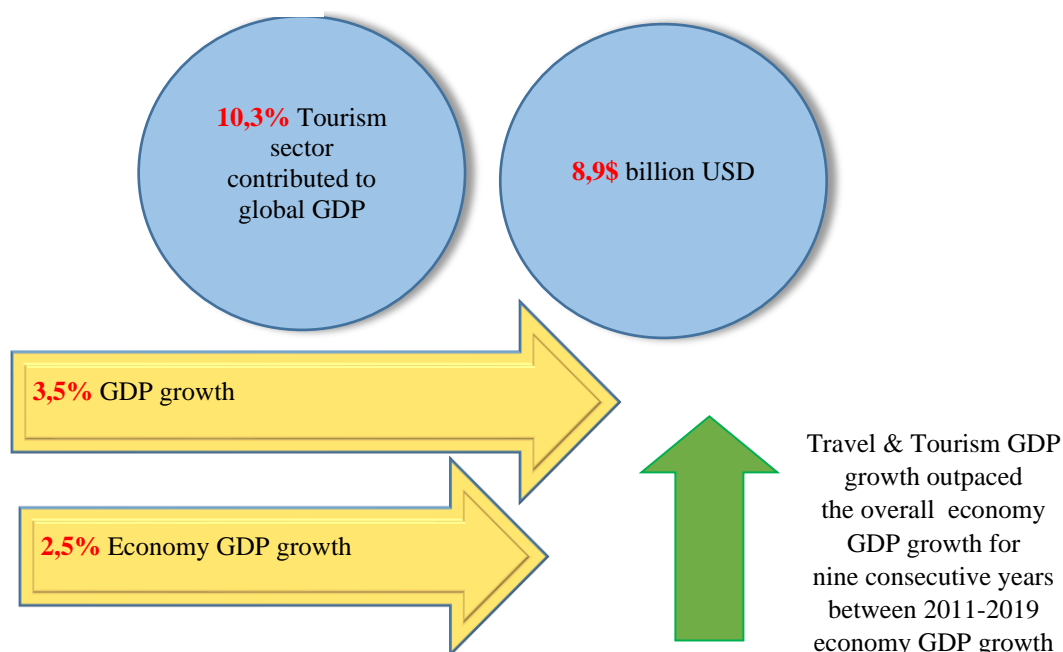 10,3% Tourism
sector
contributed to
global GDP
8,9$ billion USD
3,5% GDP growth
2,5% Economy GDP growth
Travel & Tourism GDP
growth outpaced
the overall economy
GDP growth for
nine consecutive years
between 2011-2019
economy GDP growth